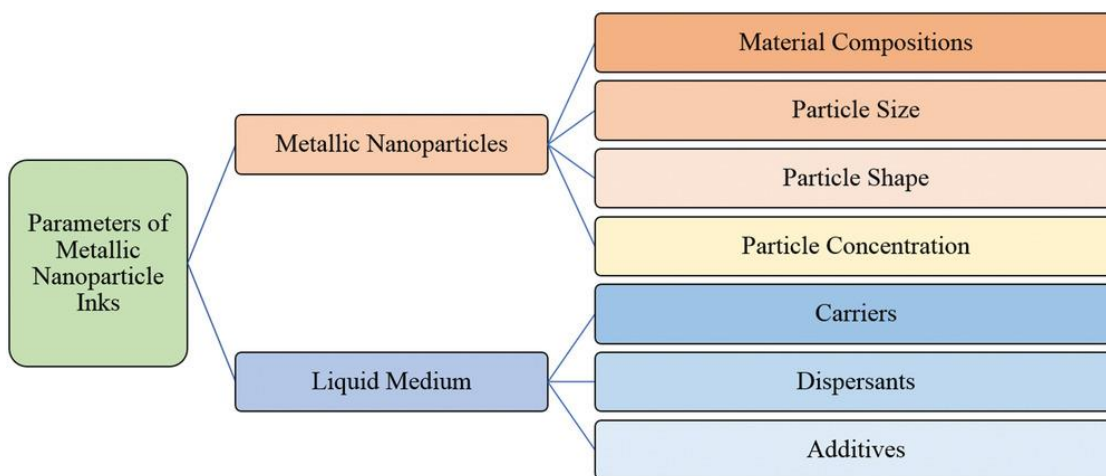 Parameters of
Metallic
Nanoparticle
Inks
Metallic Nanoparticles
Material Compositions
Particle Size
Particle Shape
Particle Concentration
Liquid Medium
Carriers
Dispersants
Additives